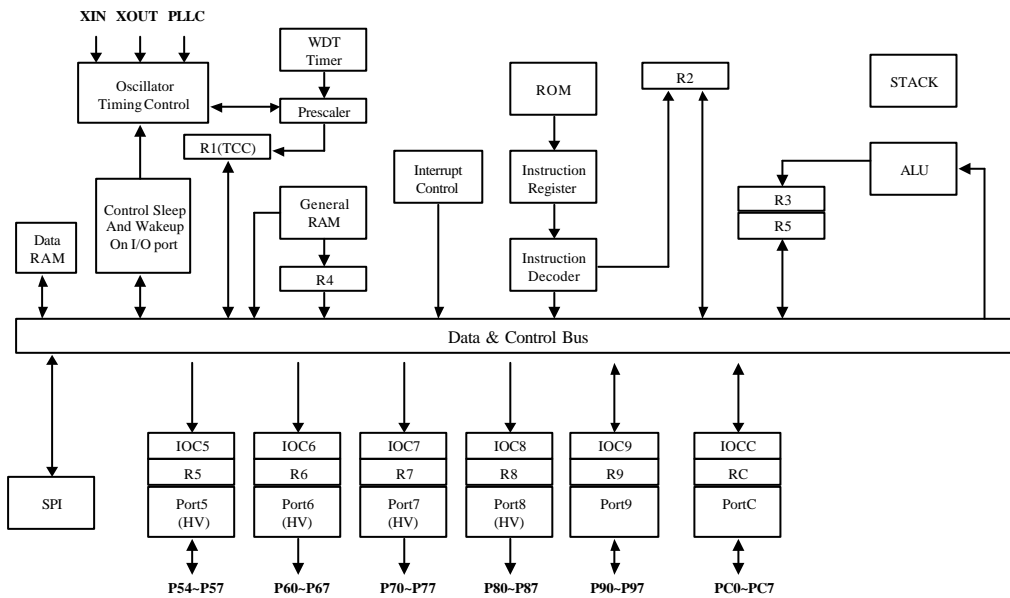 XIN XOUT PLLC
WDT
Timer
Oscillator
Timing Control
Prescaler
R1(TCC)
ROM
R2
STACK
Interrupt
Control
Instruction
Register
ALU
Control Sleep
And Wakeup
On I/O port
General
RAM
R3
R5
Data
RAM
R4
Instruction
Decoder
Data & Control Bus
SPI
IOC5
R5
Port5
(HV)
P54~P57
IOC6
R6
Port6
(HV)
P60~P67
IOC7
R7
Port7
(HV)
P70~P77
IOC8
R8
Port8
(HV)
P80~P87
IOC9
R9
Port9
P90~P97
IOCC
RC
PortC
PC0~PC7